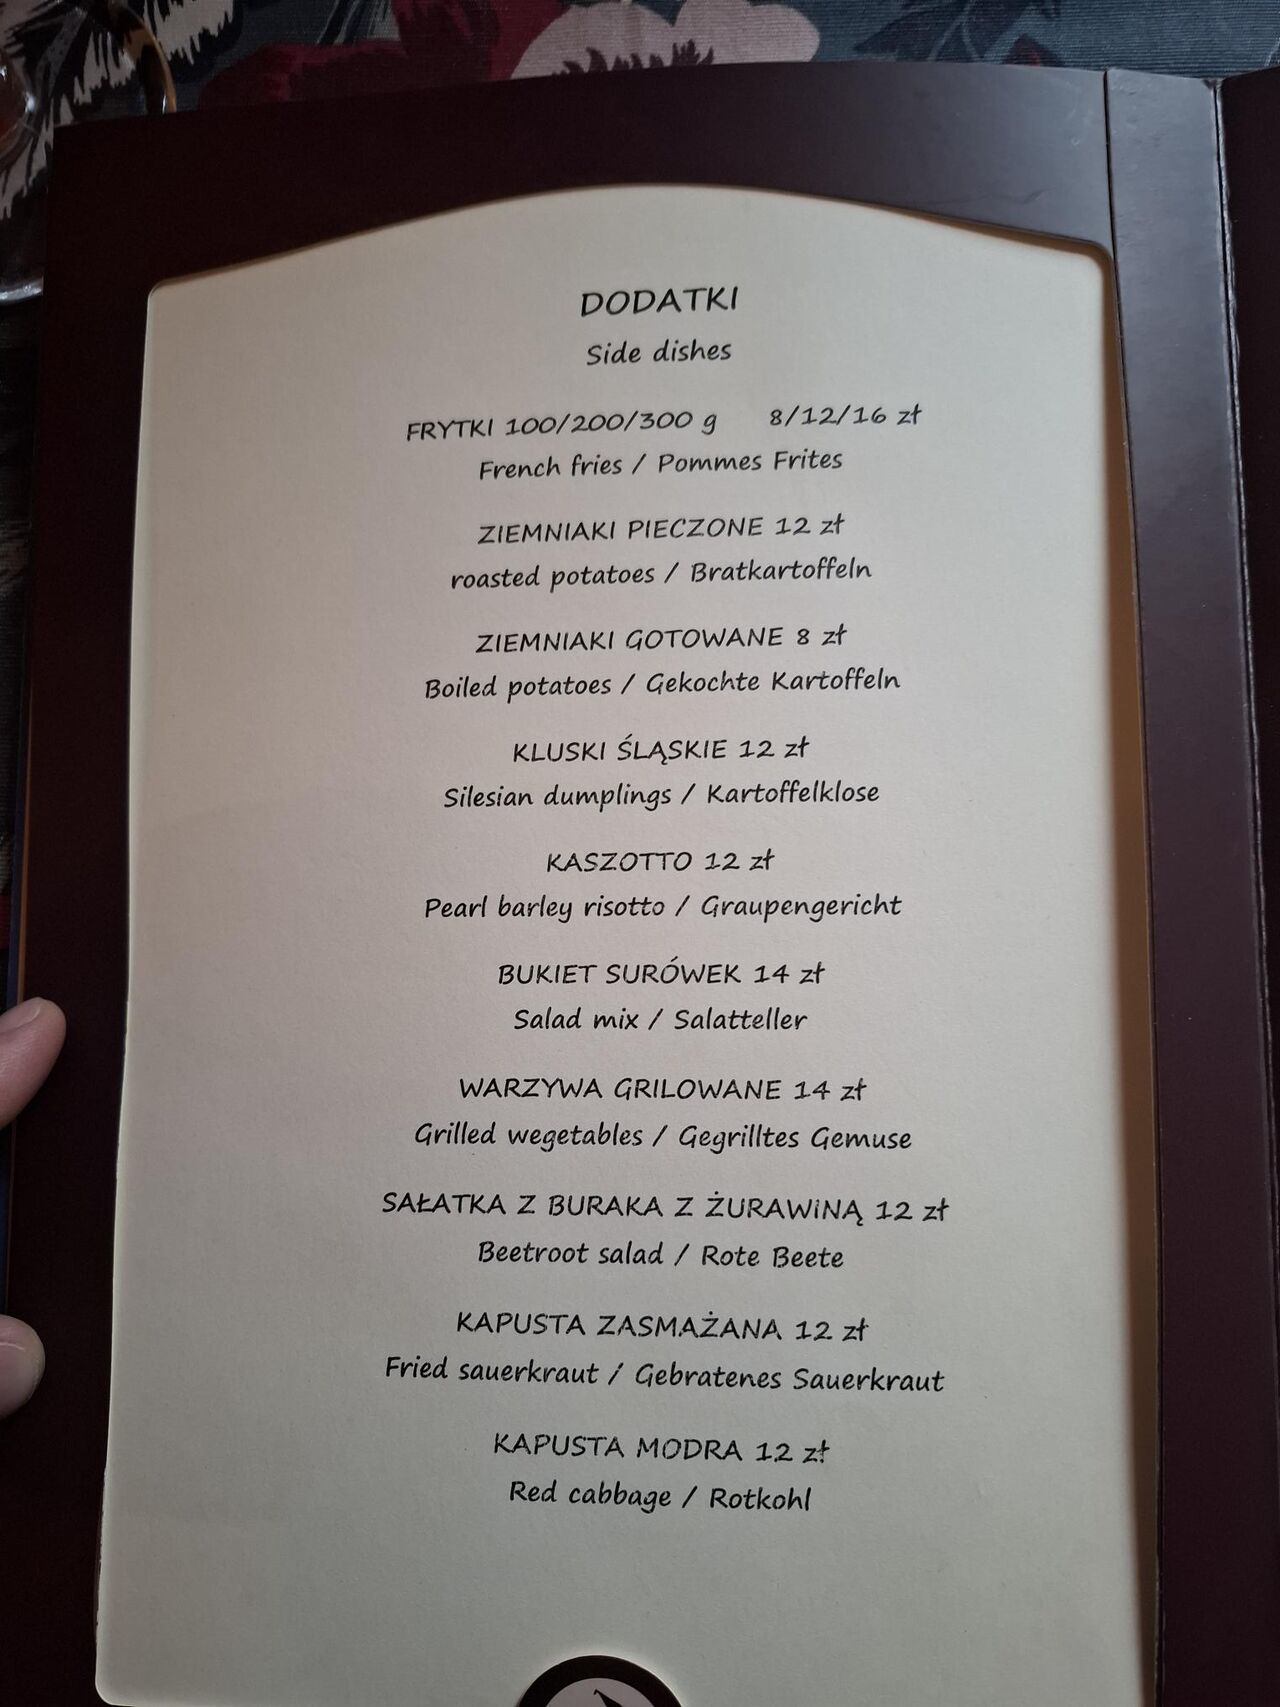 DODATKI
Side dishes
FRYTKI 100/200/300 g 8/12/16 zł
French fries / Pommes Frites
ZIEMNIAKI PIECZONE 12 zł
roasted potatoes / Bratkartoffeln
ZIEMNIAKI GOTOWANE 8 zł
Boiled potatoes / Gekochte Kartoffeln
KLUSKI ŚLĄSKIE 12 zł
Silesian dumplings / Kartoffelklose
KASZOTTO 12 zł
Pearl barley risotto / Graupengericht
BUKIET SURÓWEK 14 zł
Salad mix / Salatteller
WARZYWA GRILOWANE 14 zł
Grilled wegetables / Gegrilltes Gemuse
SAŁATKA Z BURAKA Z ŻURAWiNĄ 12 zł
Beetroot salad / Rote Beete
KAPUSTA ZASMAŻANA 12 zł
Fried sauerkraut / Gebratenes Sauerkraut
KAPUSTA MODRA 12 zł
Red cabbage / Rotkohl